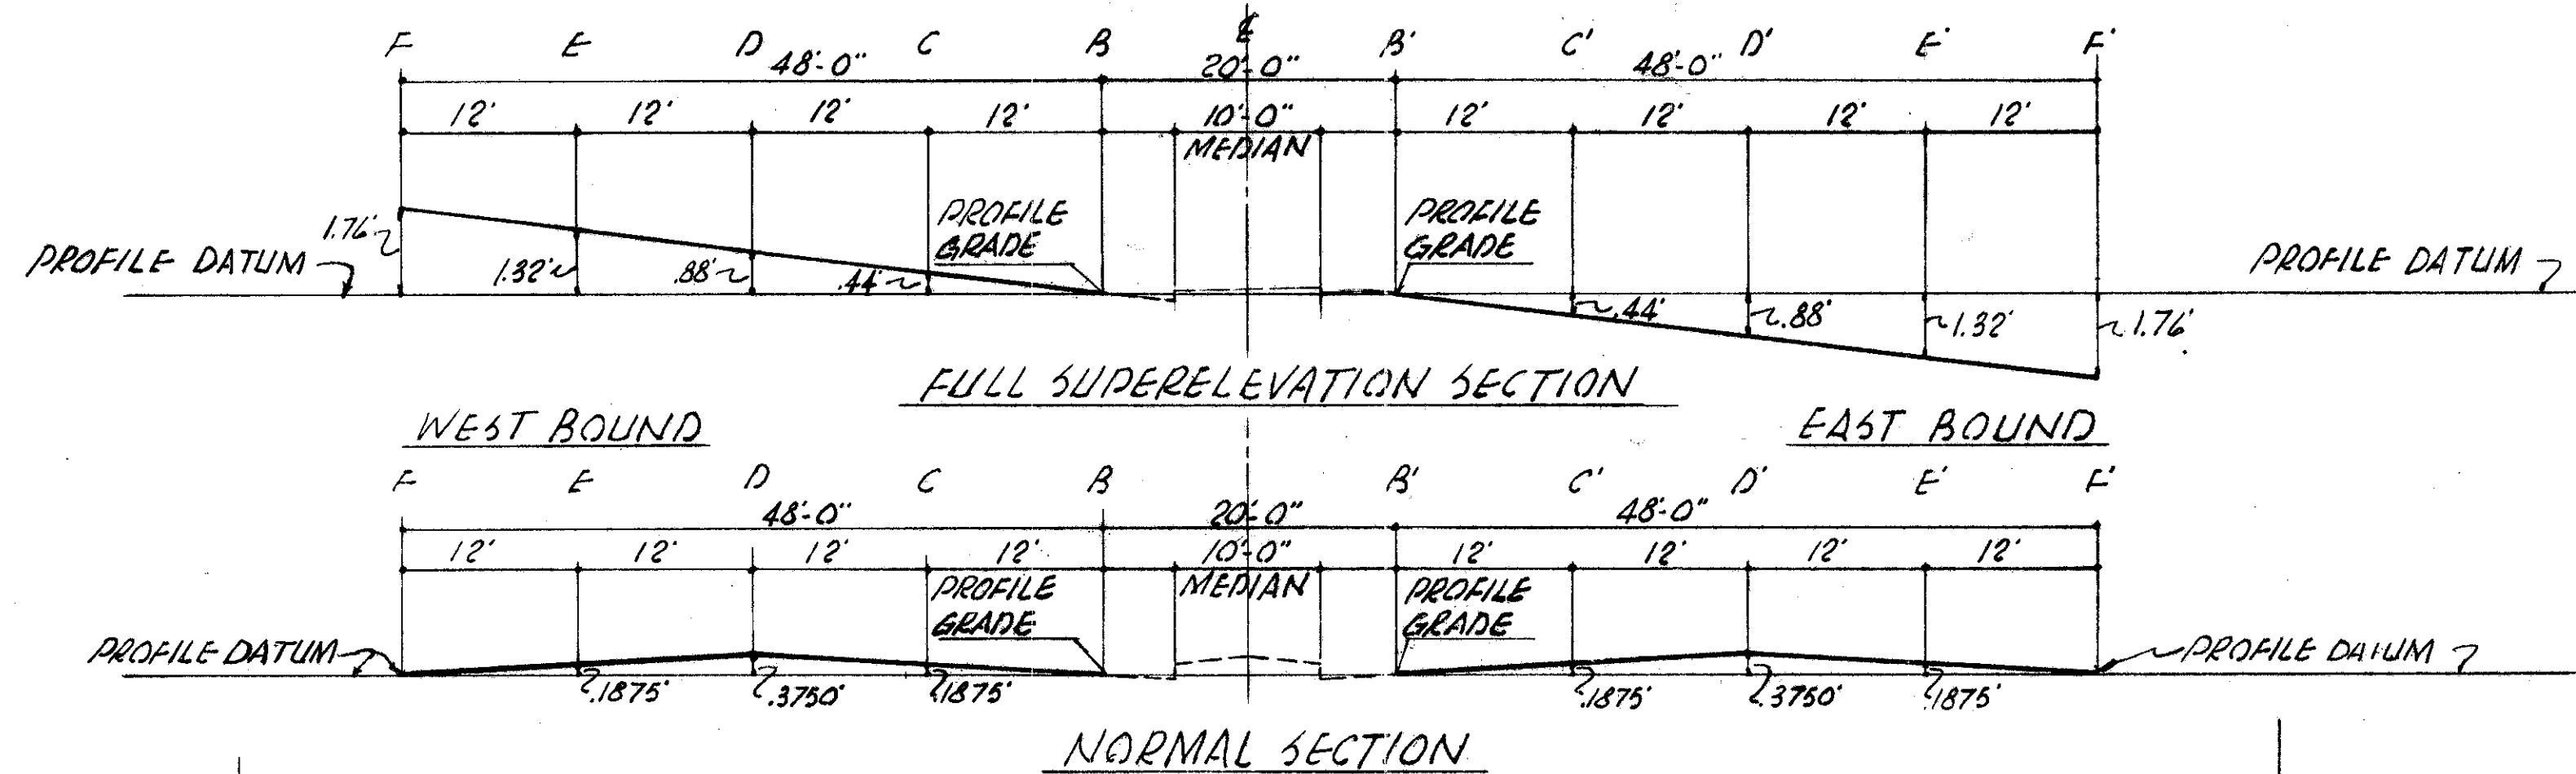 F E D C B ℄ B' C' D' E' F'
48'-0" 20'-0" 48'-0"
12' 12' 12' 12' 10'-0" 12' 12' 12' 12'
MEDIAN
PROFILE GRADE
PROFILE GRADE
PROFILE DATUM
1.76'
1.32'
.88'
.44'
PROFILE DATUM
.44'
.88'
1.32'
1.76'
FULL SUPERELEVATION SECTION
WEST BOUND
EAST BOUND
F E D C B B' C' D' E' F'
48'-0" 20'-0" 48'-0"
12' 12' 12' 12' 10'-0" 12' 12' 12' 12'
MEDIAN
PROFILE GRADE
PROFILE GRADE
PROFILE DATUM
PROFILE DATUM
.1875' .3750' .1875' .1875' .3750' .1875'
NORMAL SECTION